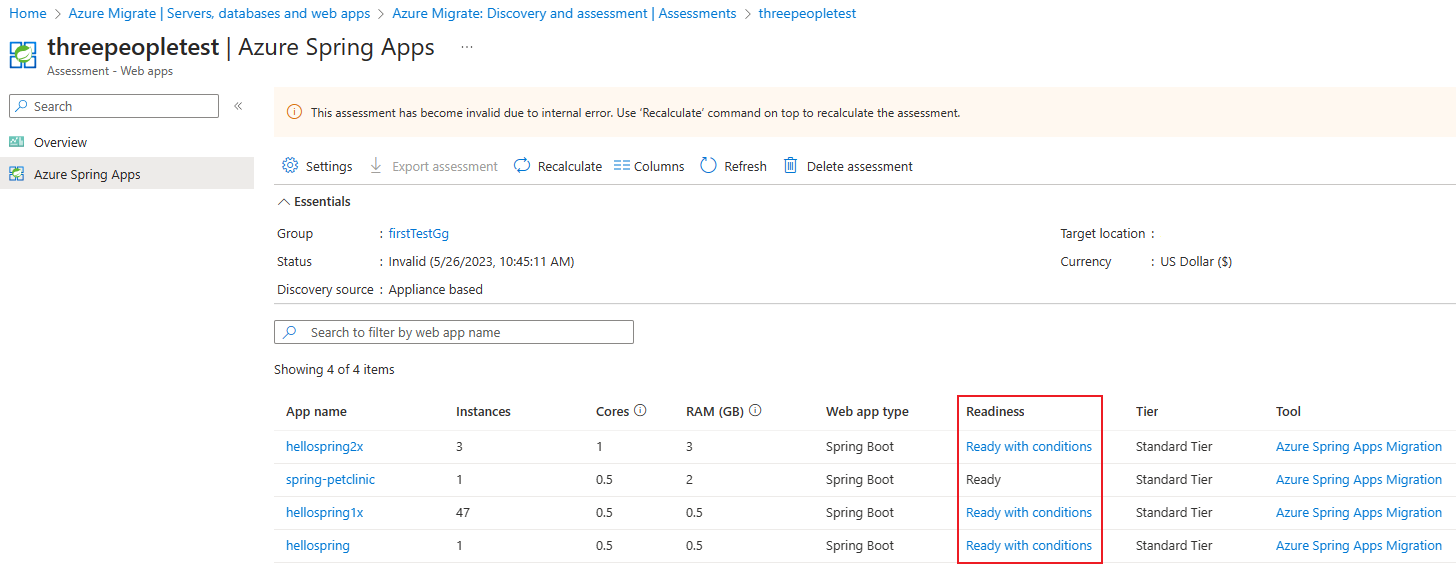 Home > Azure Migrate | Servers, databases and web apps > Azure Migrate: Discovery and assessment | Assessments > threepeopletest
threepeopletest | Azure Spring Apps ...
Assessment - Web apps
Search «
Overview
Azure Spring Apps
This assessment has become invalid due to internal error. Use ‘Recalculate’ command on top to recalculate the assessment.
Settings Export assessment Recalculate Columns Refresh Delete assessment
Essentials
Group : firstTestGg Target location :
Status : Invalid (5/26/2023, 10:45:11 AM) Currency : US Dollar ($)
Discovery source : Appliance based
Search to filter by web app name
Showing 4 of 4 items
App name Instances Cores RAM (GB) Web app type Readiness Tier Tool
hellospring2x 3 1 3 Spring Boot Ready with conditions Standard Tier Azure Spring Apps Migration
spring-petclinic 1 0.5 2 Spring Boot Ready Standard Tier Azure Spring Apps Migration
hellospring1x 47 0.5 0.5 Spring Boot Ready with conditions Standard Tier Azure Spring Apps Migration
hellospring 1 0.5 0.5 Spring Boot Ready with conditions Standard Tier Azure Spring Apps Migration